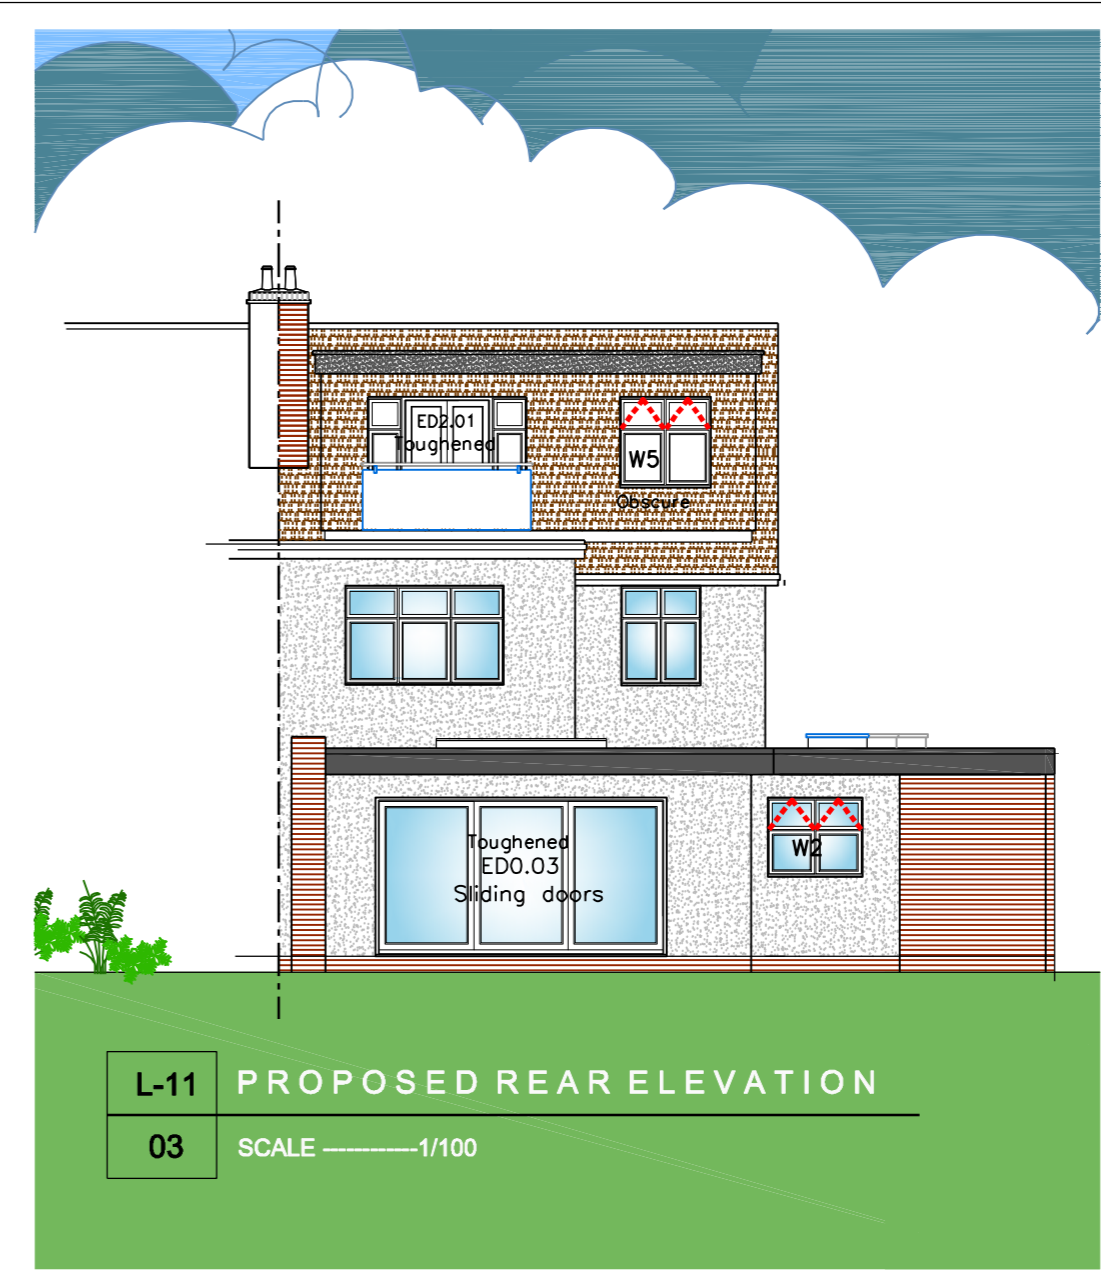 ED2.01
Toughened
W5
Obscure
Toughened
ED0.03
Sliding doors
W2
L-11 PROPOSED REAR ELEVATION
03 SCALE ------------1/100